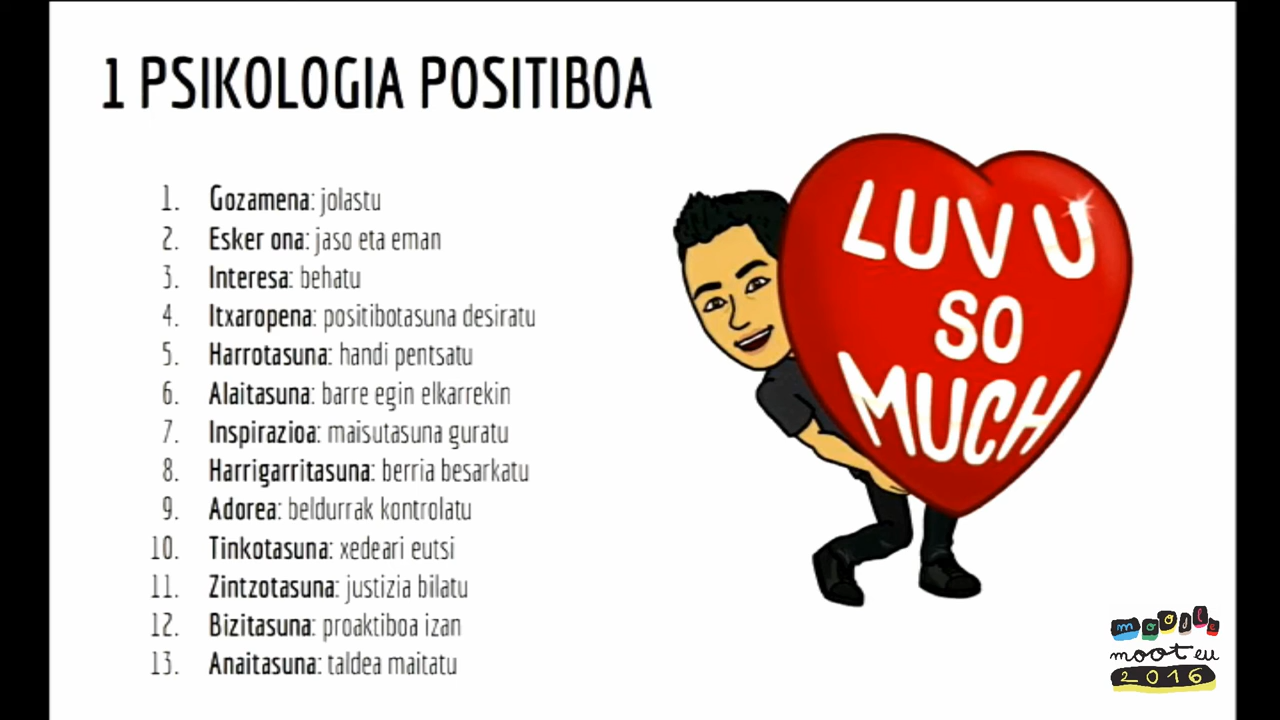 1 PSIKOLOGIA POSITIBOA
1. Gozamena: jolastu
2. Esker ona: jaso eta eman
3. Interesa: behatu
4. Itxaropena: positibotasuna desiratu
5. Harrotasuna: handi pentsatu
6. Alaitasuna: barre egin elkarrekin
7. Inspirazioa: maisutasuna guratu
8. Harrigarritasuna: berria besarkatu
9. Adorea: beldurrak kontrolatu
10. Tinkotasuna: xedeari eutsi
11. Zintzotasuna: justizia bilatu
12. Bizitasuna: proaktiboa izan
13. Anaitasuna: taldea maitatu
LUV U
SO
MUCH
moodle
moot eu
2016